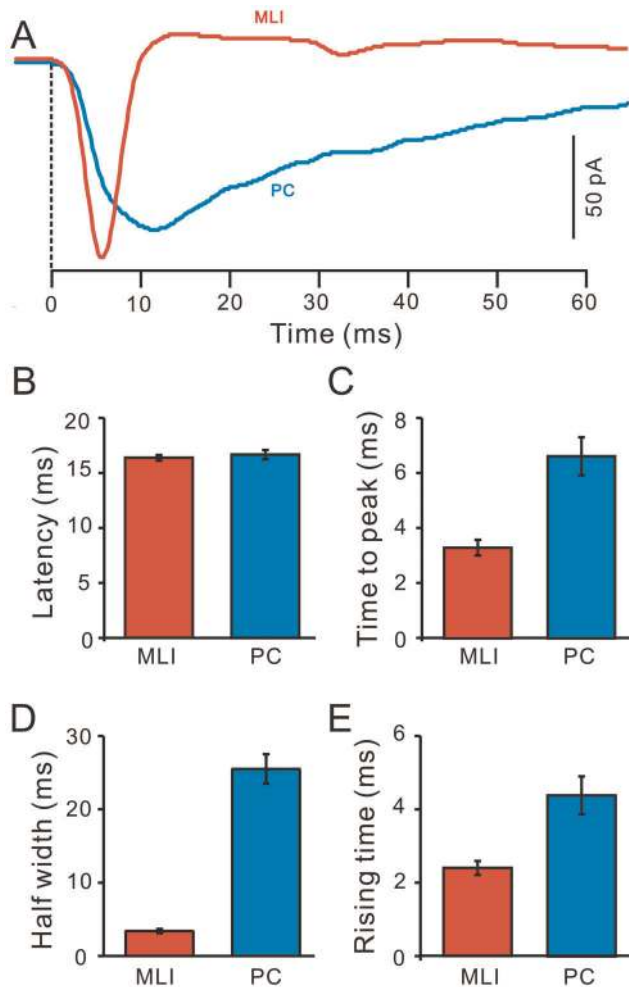 A
MLI
PC
50 pA
0 10 20 30 40 50 60
Time (ms)
B
Latency (ms)
20
15
10
5
0
MLI PC
C
Time to peak (ms)
8
6
4
2
0
MLI PC
D
Half width (ms)
30
20
10
0
MLI PC
E
Rising time (ms)
6
4
2
0
MLI PC